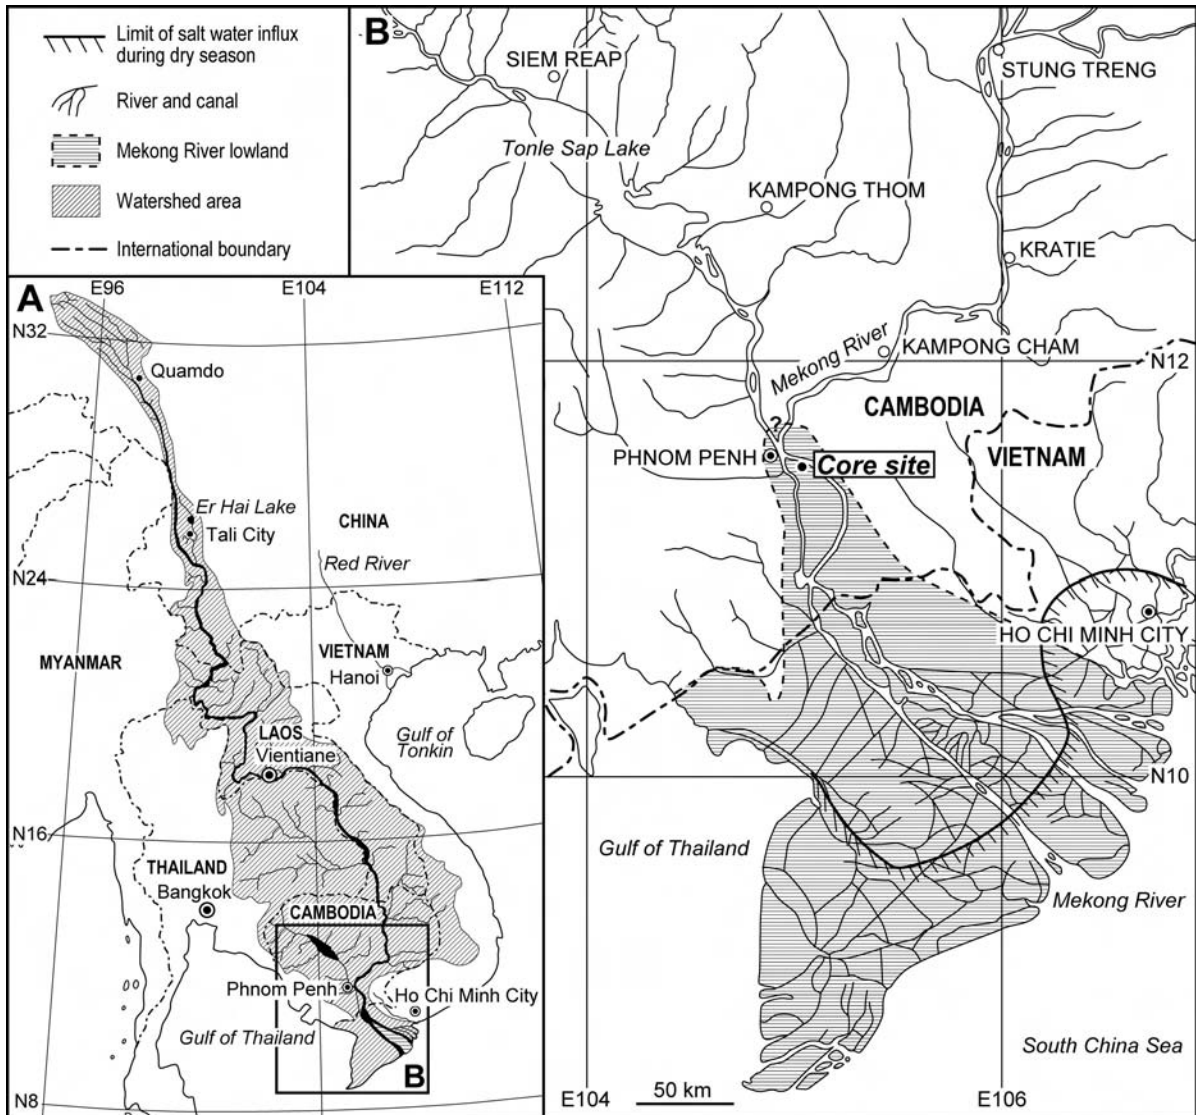 Limit of salt water influx
during dry season
River and canal
Mekong River lowland
Watershed area
International boundary
B
SIEM REAP
STUNG TRENG
Tonle Sap Lake
KAMPONG THOM
KRATIE
Mekong River
KAMPONG CHAM
N12
CAMBODIA
?
PHNOM PENH
Core site
VIETNAM
HO CHI MINH CITY
N10
Gulf of Thailand
Mekong River
South China Sea
E104
50 km
E106
A
E96
E104
E112
N32
Quamdo
Er Hai Lake
Tali City
CHINA
Red River
N24
MYANMAR
VIETNAM
Hanoi
LAOS
Vientiane
Gulf of
Tonkin
N16
THAILAND
Bangkok
CAMBODIA
Phnom Penh
Ho Chi Minh City
Gulf of Thailand
B
N8